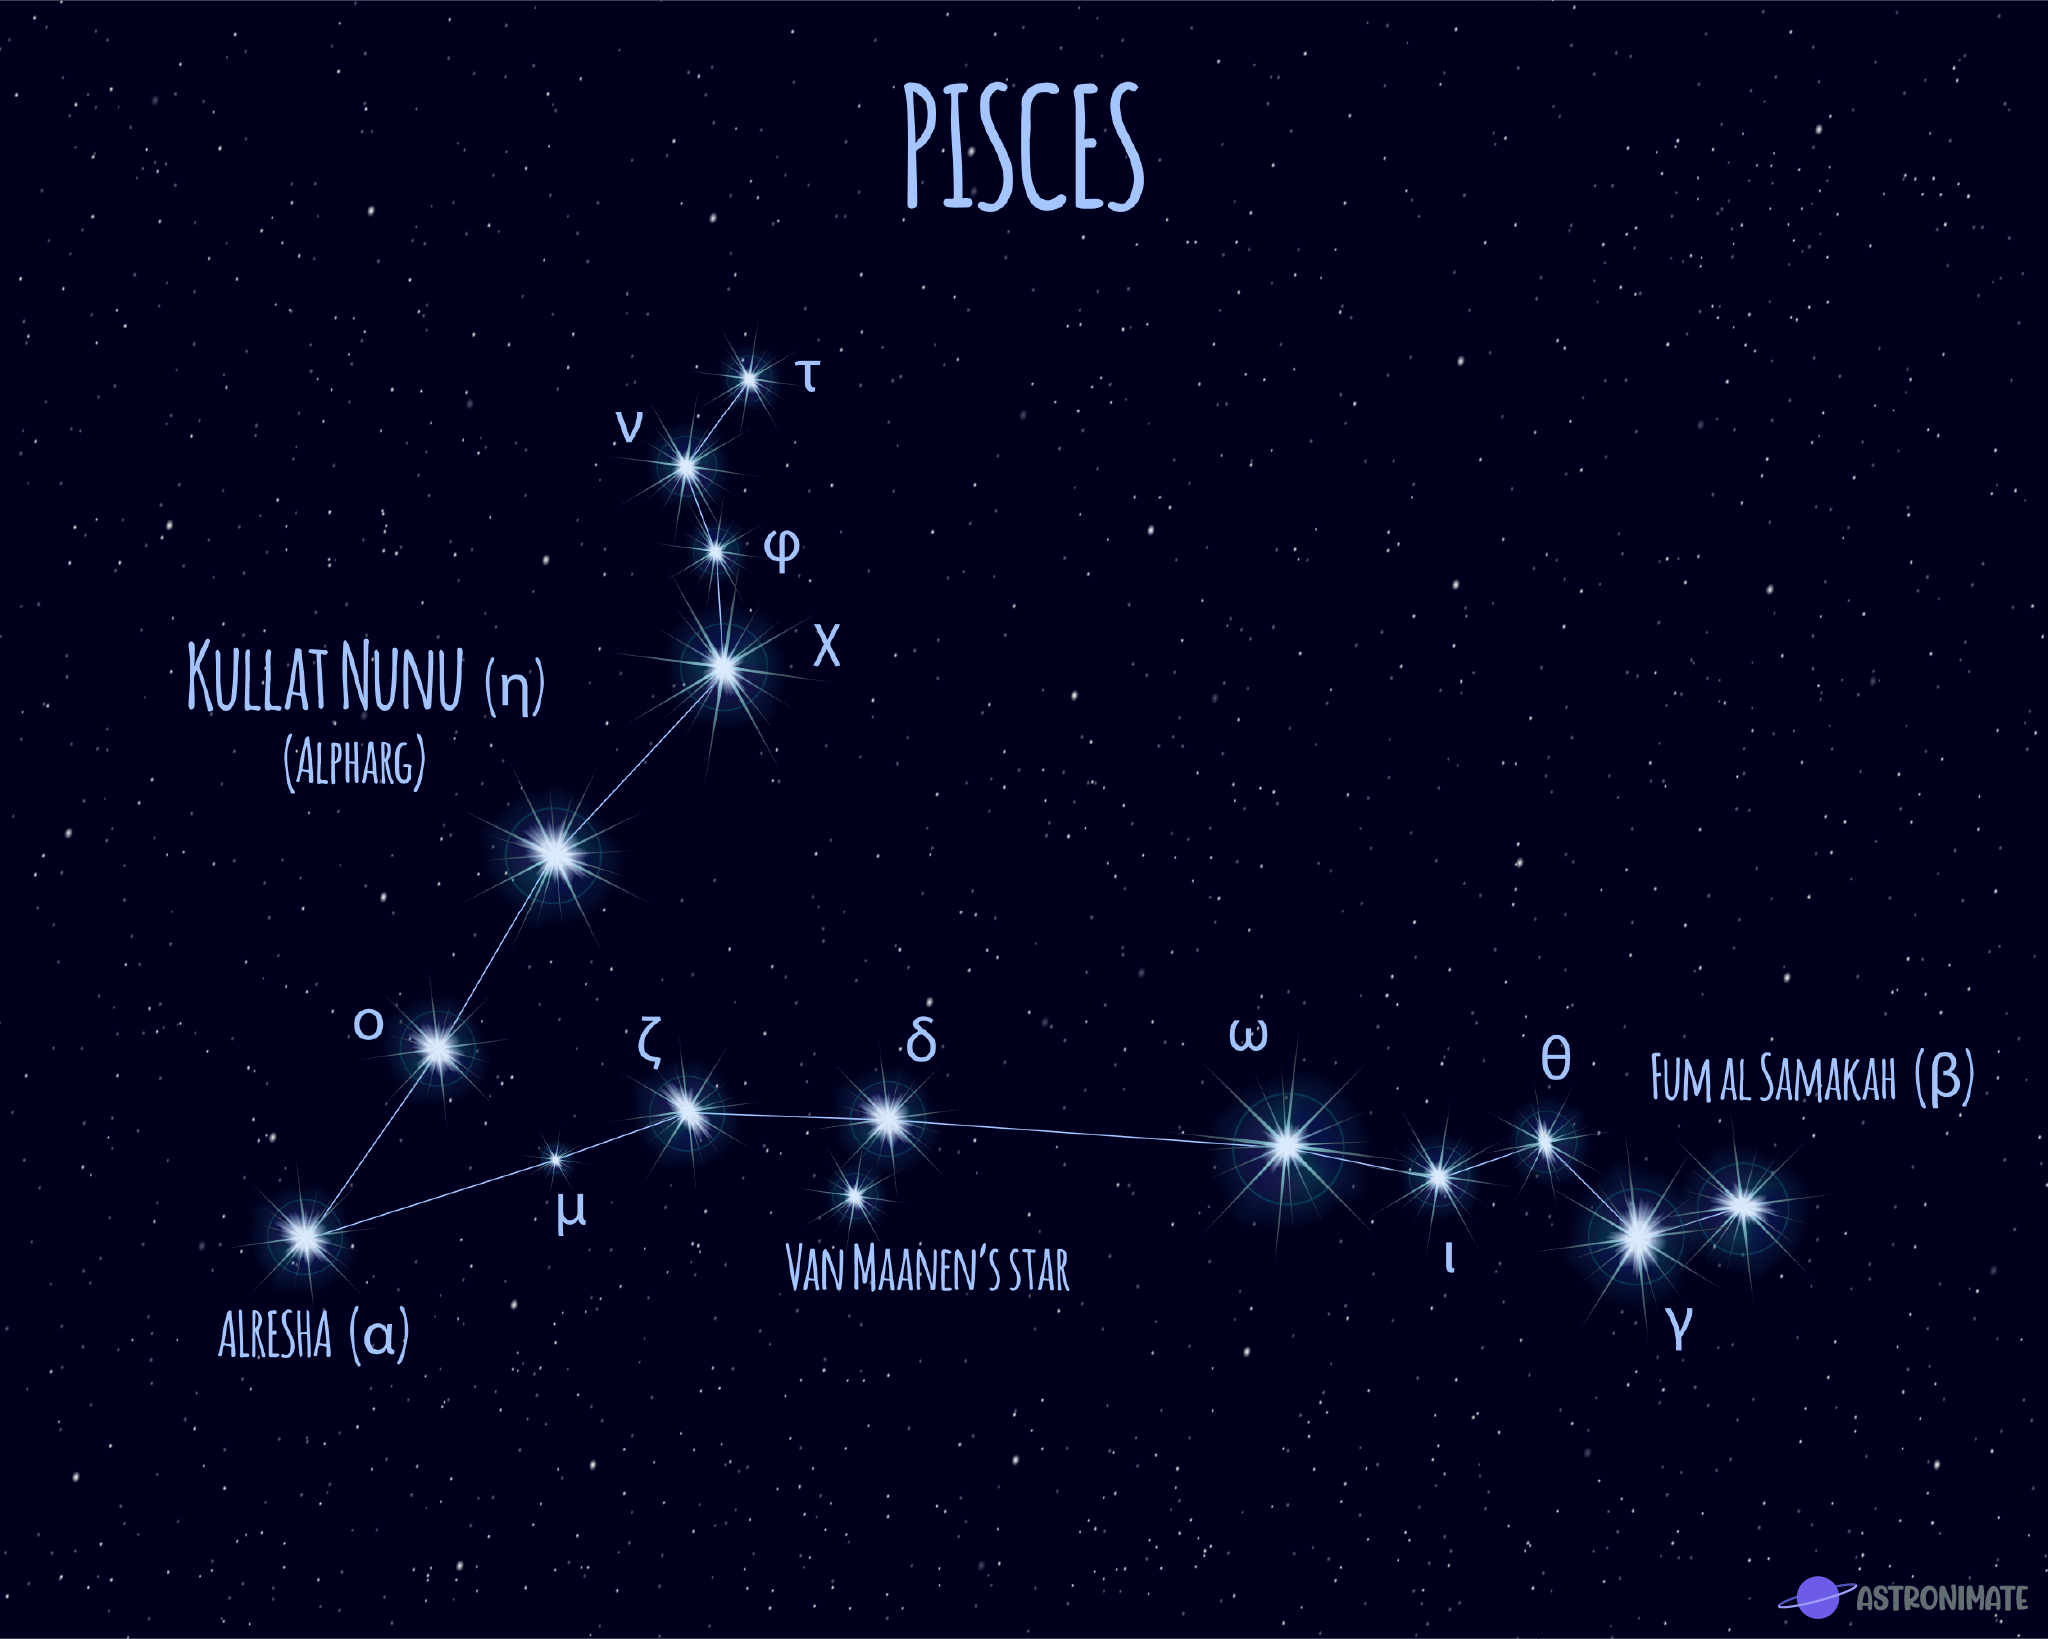 PISCES
τ
ν
φ
χ
KULLAT NUNU (η)
(ALPHARG)
ο
ζ
δ
ω
θ
FUM AL SAMAKAH (β)
μ
VAN MAANEN'S STAR
ι
γ
ALRESHA (α)
ASTRONIMATE